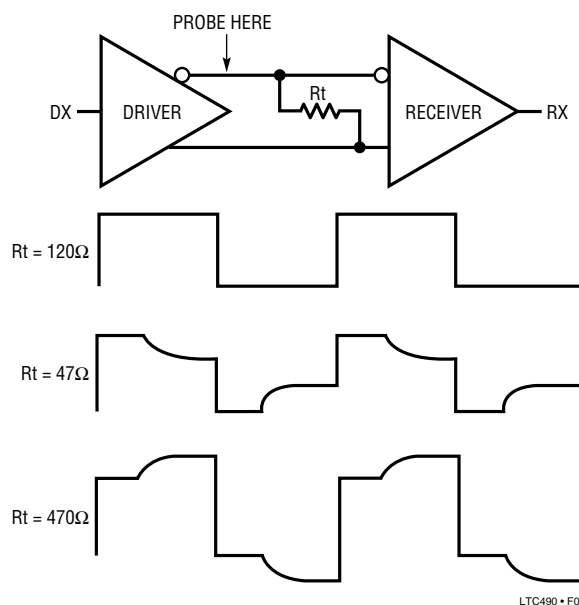 PROBE HERE
DX
DRIVER
Rt
RECEIVER
RX
Rt = 120Ω
Rt = 47Ω
Rt = 470Ω
LTC490 • F0